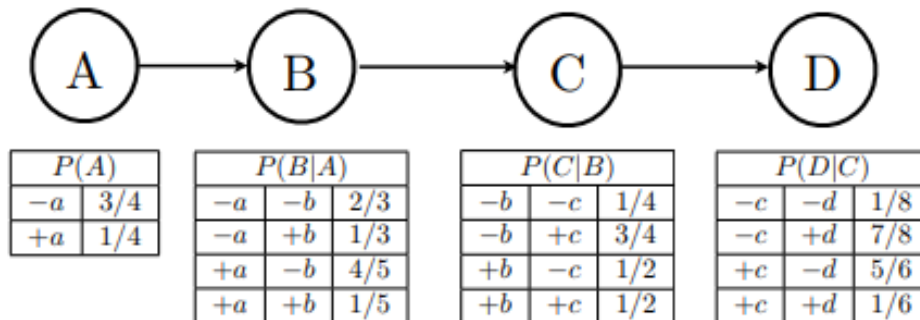 A B C D
P(A) P(B|A) P(C|B) P(D|C)
−a 3/4 −a −b 2/3 −b −c 1/4 −c −d 1/8
+a 1/4 −a +b 1/3 −b +c 3/4 −c +d 7/8
+a −b 4/5 +b −c 1/2 +c −d 5/6
+a +b 1/5 +b +c 1/2 +c +d 1/6